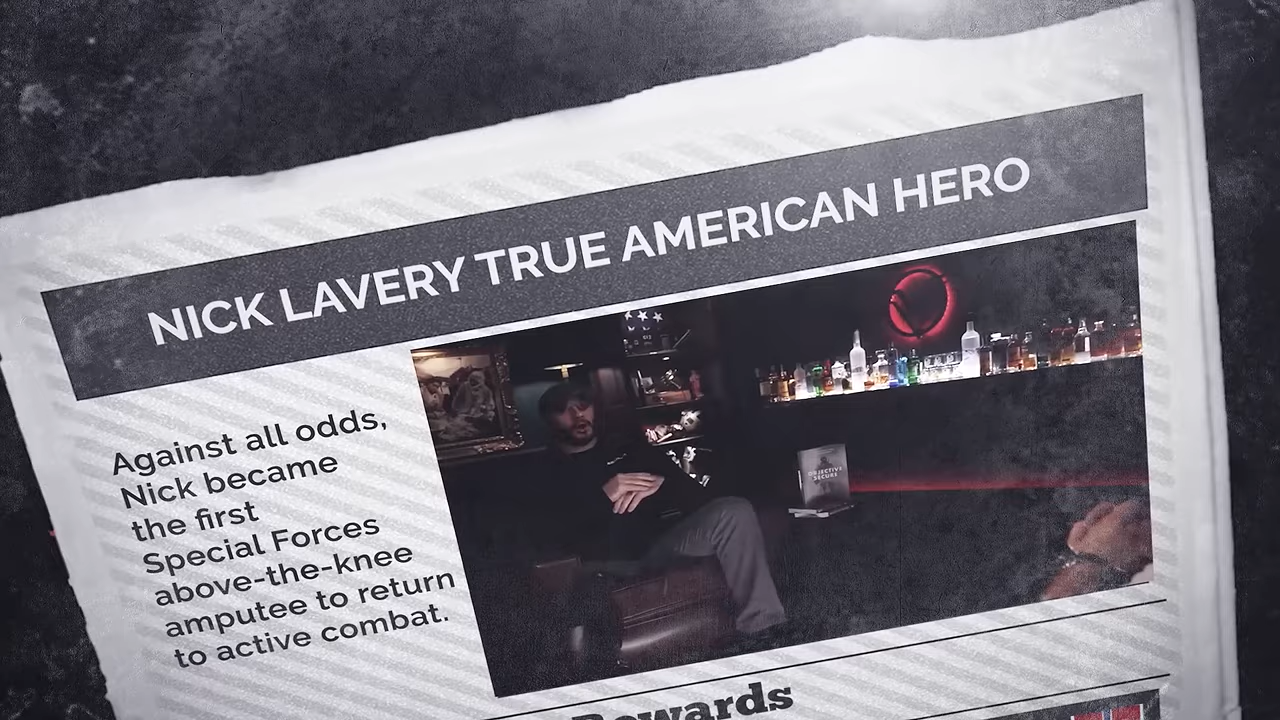 NICK LAVERY TRUE AMERICAN HERO
Against all odds,
Nick became
the first
Special Forces
above-the-knee
amputee to return
to active combat.
OBJECTIVE
SECURE